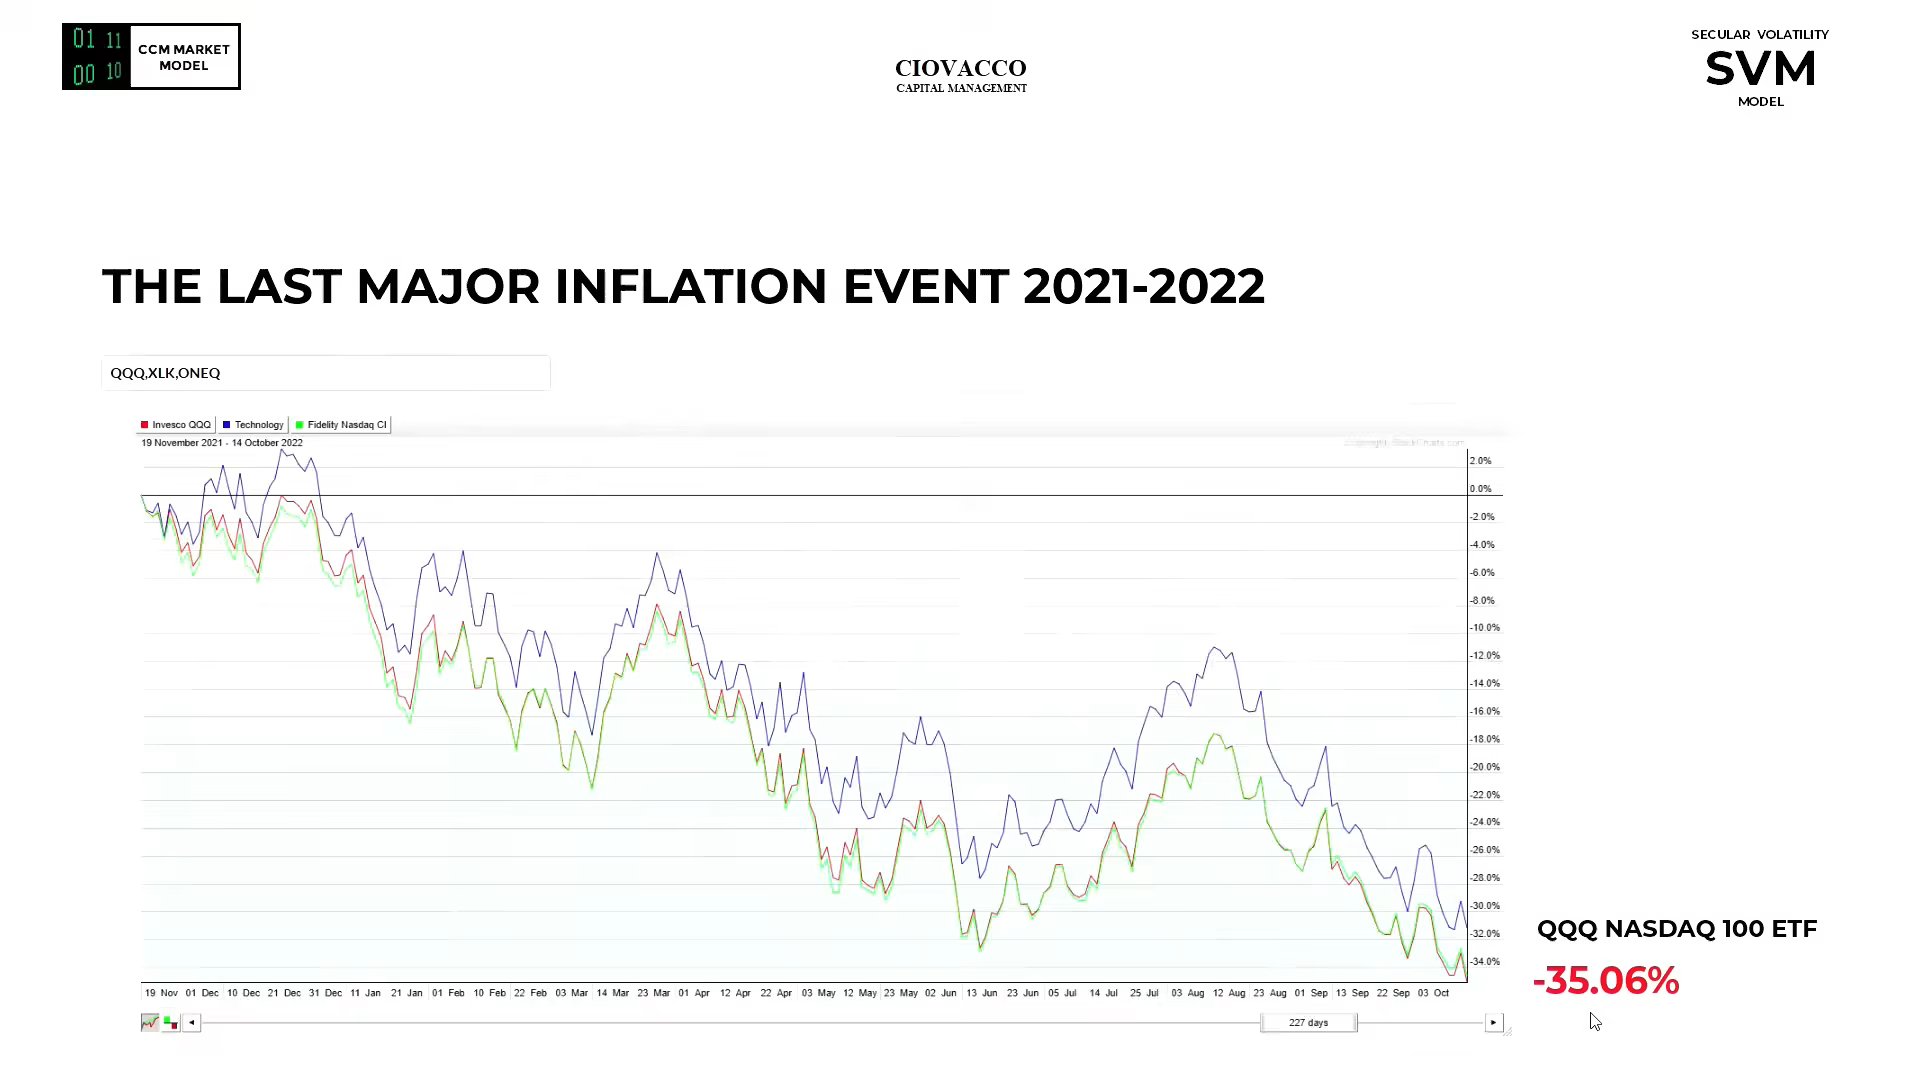 01 11
00 10
CCM MARKET
MODEL
CIOVACCO
CAPITAL MANAGEMENT
SECULAR VOLATILITY
SVM
MODEL
THE LAST MAJOR INFLATION EVENT 2021-2022
QQQ,XLK,ONEQ
Invesco QQQ Technology Fidelity Nasdaq CI
19 November 2021 - 14 October 2022
2.0%
0.0%
-2.0%
-4.0%
-6.0%
-8.0%
-10.0%
-12.0%
-14.0%
-16.0%
-18.0%
-20.0%
-22.0%
-24.0%
-26.0%
-28.0%
-30.0%
-32.0%
-34.0%
19 Nov 01 Dec 10 Dec 21 Dec 31 Dec 11 Jan 21 Jan 01 Feb 10 Feb 22 Feb 03 Mar 14 Mar 23 Mar 01 Apr 12 Apr 22 Apr 03 May 12 May 23 May 02 Jun 13 Jun 23 Jun 05 Jul 14 Jul 25 Jul 03 Aug 12 Aug 23 Aug 01 Sep 13 Sep 22 Sep 03 Oct
227 days
QQQ NASDAQ 100 ETF
-35.06%